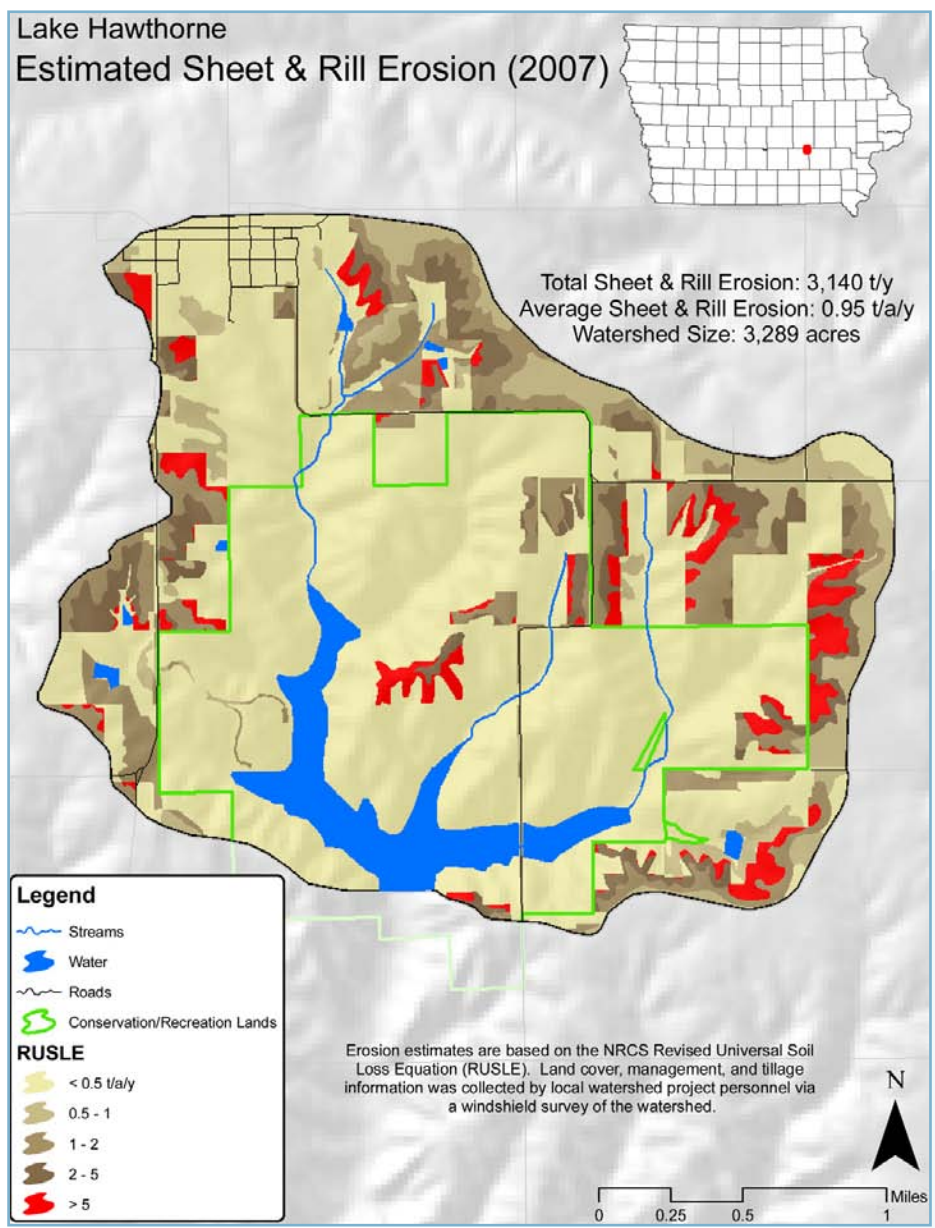 Lake Hawthorne
Estimated Sheet & Rill Erosion (2007)
Total Sheet & Rill Erosion: 3,140 t/y
Average Sheet & Rill Erosion: 0.95 t/a/y
Watershed Size: 3,289 acres
Legend
Streams
Water
Roads
Conservation/Recreation Lands
RUSLE
< 0.5 t/a/y
0.5 - 1
1 - 2
2 - 5
> 5
Erosion estimates are based on the NRCS Revised Universal Soil
Loss Equation (RUSLE). Land cover, management, and tillage
information was collected by local watershed project personnel via
a windshield survey of the watershed.
N
Miles
0 0.25 0.5 1